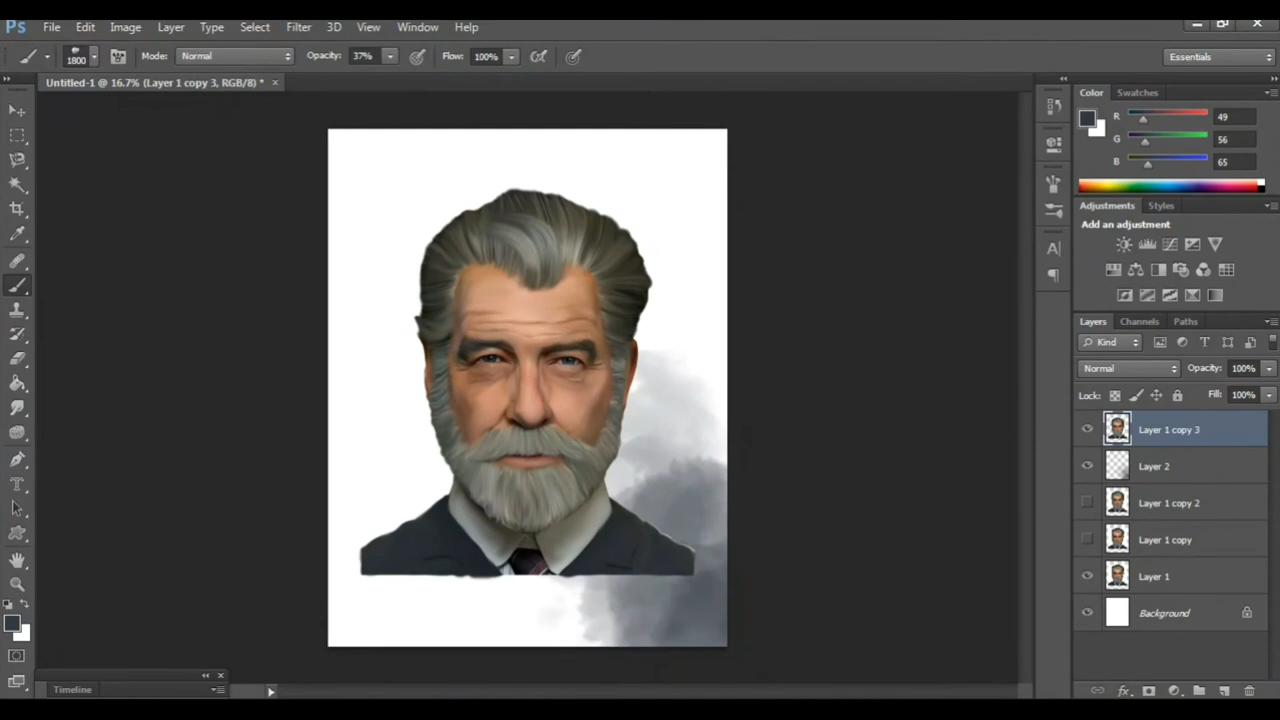 Ps File Edit Image Layer Type Select Filter 3D View Window Help
1800 Mode: Normal Opacity: 37% Flow: 100% Essentials
Untitled-1 @ 16.7% (Layer 1 copy 3, RGB/8) * ×
Color Swatches
R 49
G 56
B 65
Adjustments Styles
Add an adjustment
Layers Channels Paths
Kind
Normal Opacity: 100%
Lock: Fill: 100%
Layer 1 copy 3
Layer 2
Layer 1 copy 2
Layer 1 copy
Layer 1
Background
Timeline